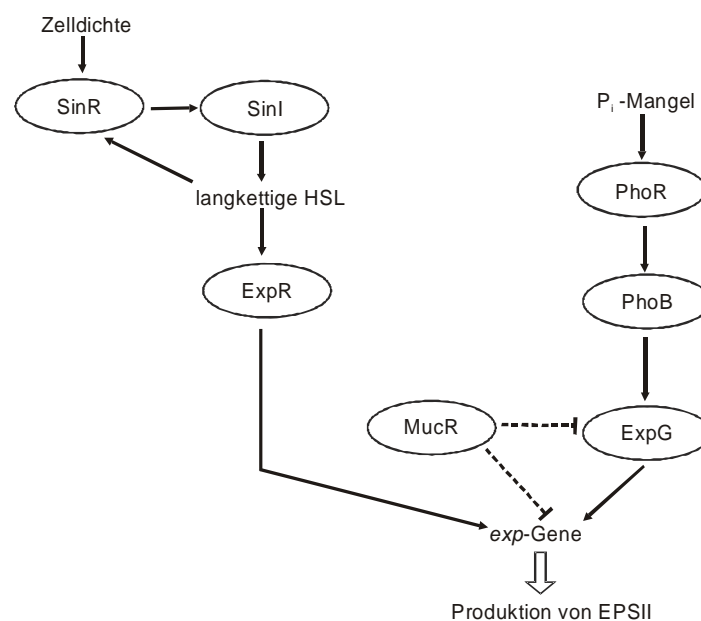 Zelldichte
SinR
SinI
langkettige HSL
ExpR
Pi -Mangel
PhoR
PhoB
MucR
ExpG
exp-Gene
Produktion von EPSII